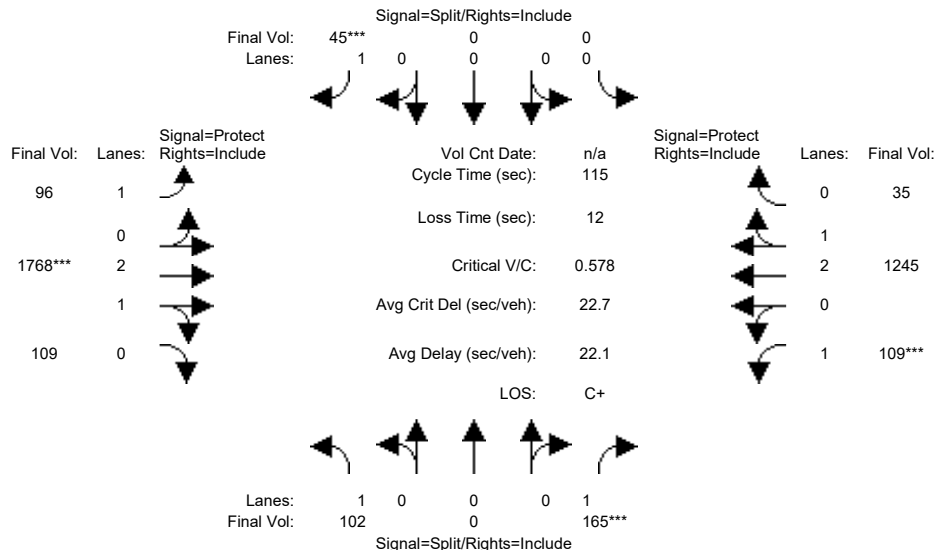 Signal=Split/Rights=Include
Final Vol: 45*** 0 0
Lanes: 1 0 0 0 0
Signal=Protect Signal=Protect
Final Vol: Lanes: Rights=Include Vol Cnt Date: n/a Rights=Include Lanes: Final Vol:
Cycle Time (sec): 115
96 1 0 35
Loss Time (sec): 12
0 1
1768*** 2 Critical V/C: 0.578 2 1245
1 Avg Crit Del (sec/veh): 22.7 0
109 0 Avg Delay (sec/veh): 22.1 1 109***
LOS: C+
Lanes: 1 0 0 0 1
Final Vol: 102 0 165***
Signal=Split/Rights=Include